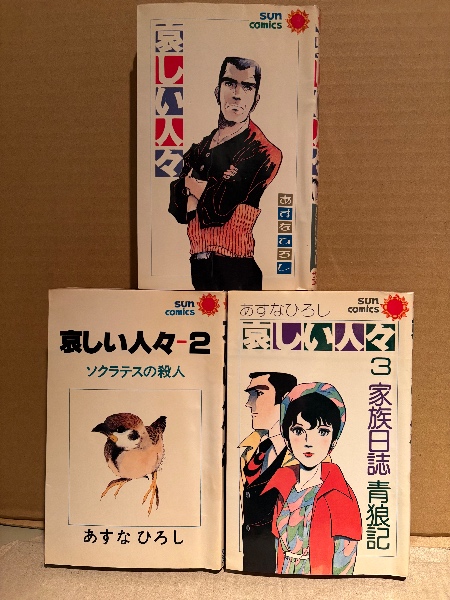 sun
comics
哀しい人々
あすなひろし
sun
comics
哀しい人々-2
ソクラテスの殺人
あすな ひろし
sun
comics
あすなひろし
哀しい人々
3
家族日誌
青狼記